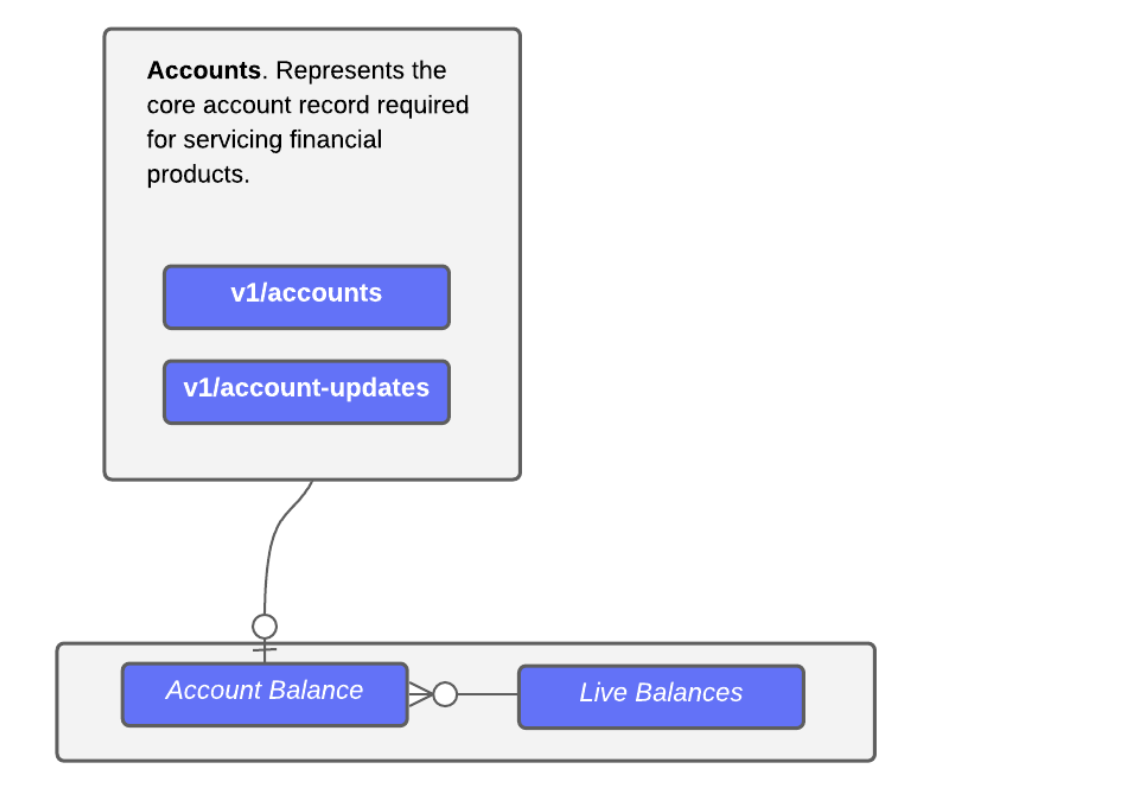 Accounts. Represents the
core account record required
for servicing financial
products.
v1/accounts
v1/account-updates
Account Balance
Live Balances